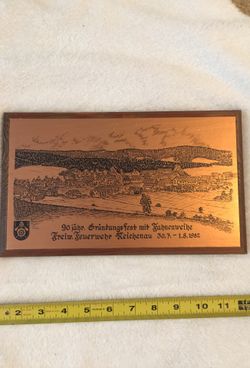 90 jähr. Gründungsfest mit Fahnenweihe
Freiw. Feuerwehr Reichenau 30.7. - 1.8.1982
2 3 4 5 6 7 8 9 10 11